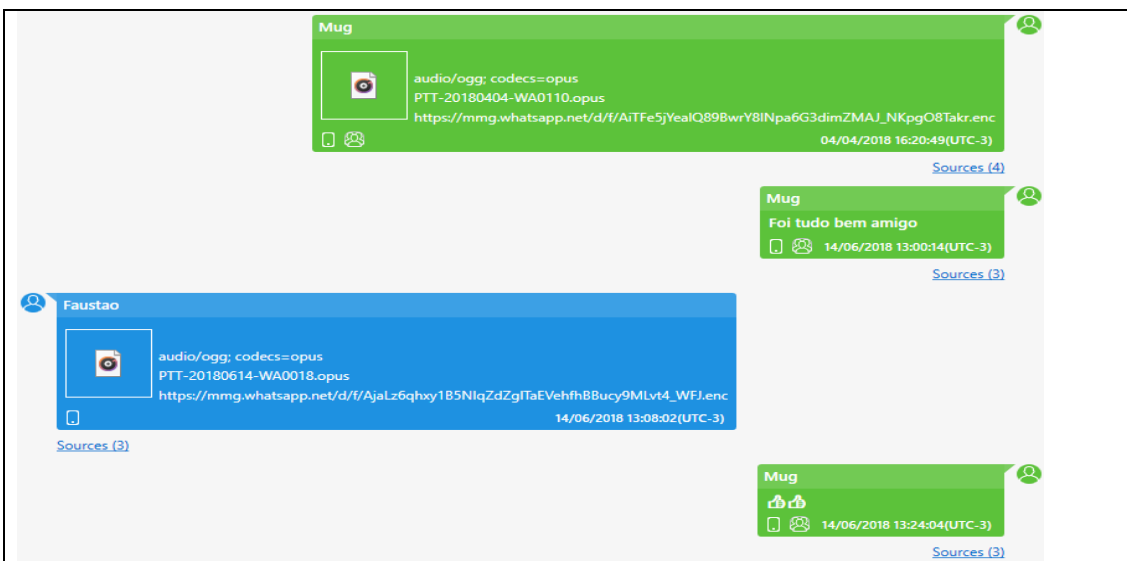 Mug
audio/ogg; codecs=opus
PTT-20180404-WA0110.opus
https://mmg.whatsapp.net/d/f/AiTFe5jYealQ89BwrY8INpa6G3dimZMAJ_NKpgO8Takr.enc
04/04/2018 16:20:49(UTC-3)
Sources (4)
Mug
Foi tudo bem amigo
14/06/2018 13:00:14(UTC-3)
Sources (3)
Faustao
audio/ogg; codecs=opus
PTT-20180614-WA0018.opus
https://mmg.whatsapp.net/d/f/AjaLz6qhxy1B5NIqZdZgITaEVehfhBBucy9MLvt4_WFJ.enc
14/06/2018 13:08:02(UTC-3)
Sources (3)
Mug
👍👍
14/06/2018 13:24:04(UTC-3)
Sources (3)